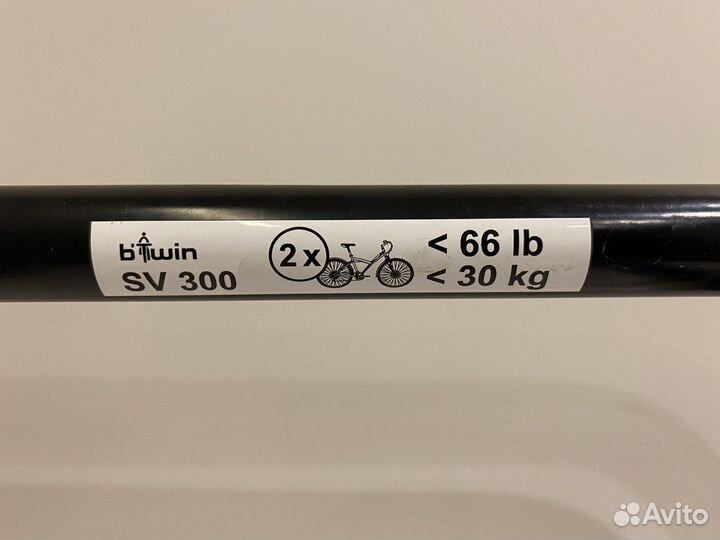 b'Twin
SV 300
2 x
< 66 lb
< 30 kg
Avito